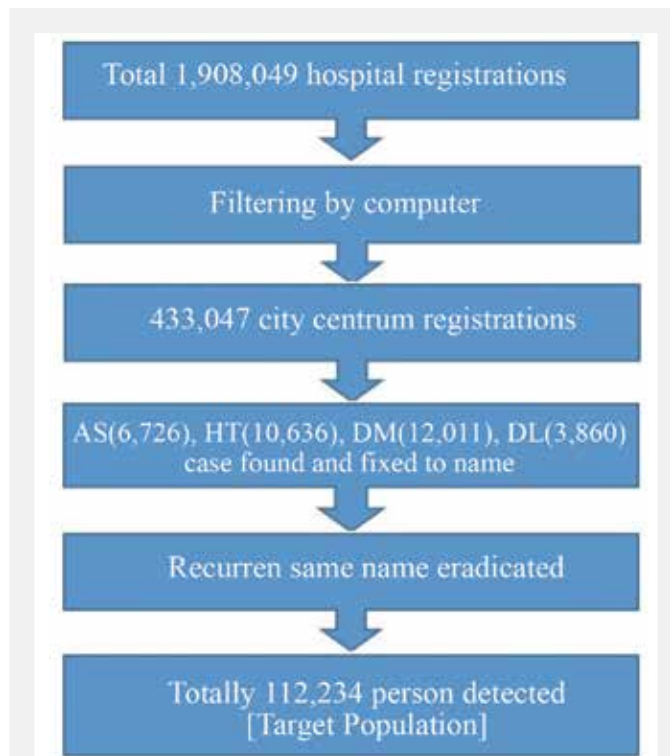 Total 1,908,049 hospital registrations
Filtering by computer
433,047 city centrum registrations
AS(6,726), HT(10,636), DM(12,011), DL(3,860)
case found and fixed to name
Recurren same name eradicated
Totally 112,234 person detected
[Target Population]